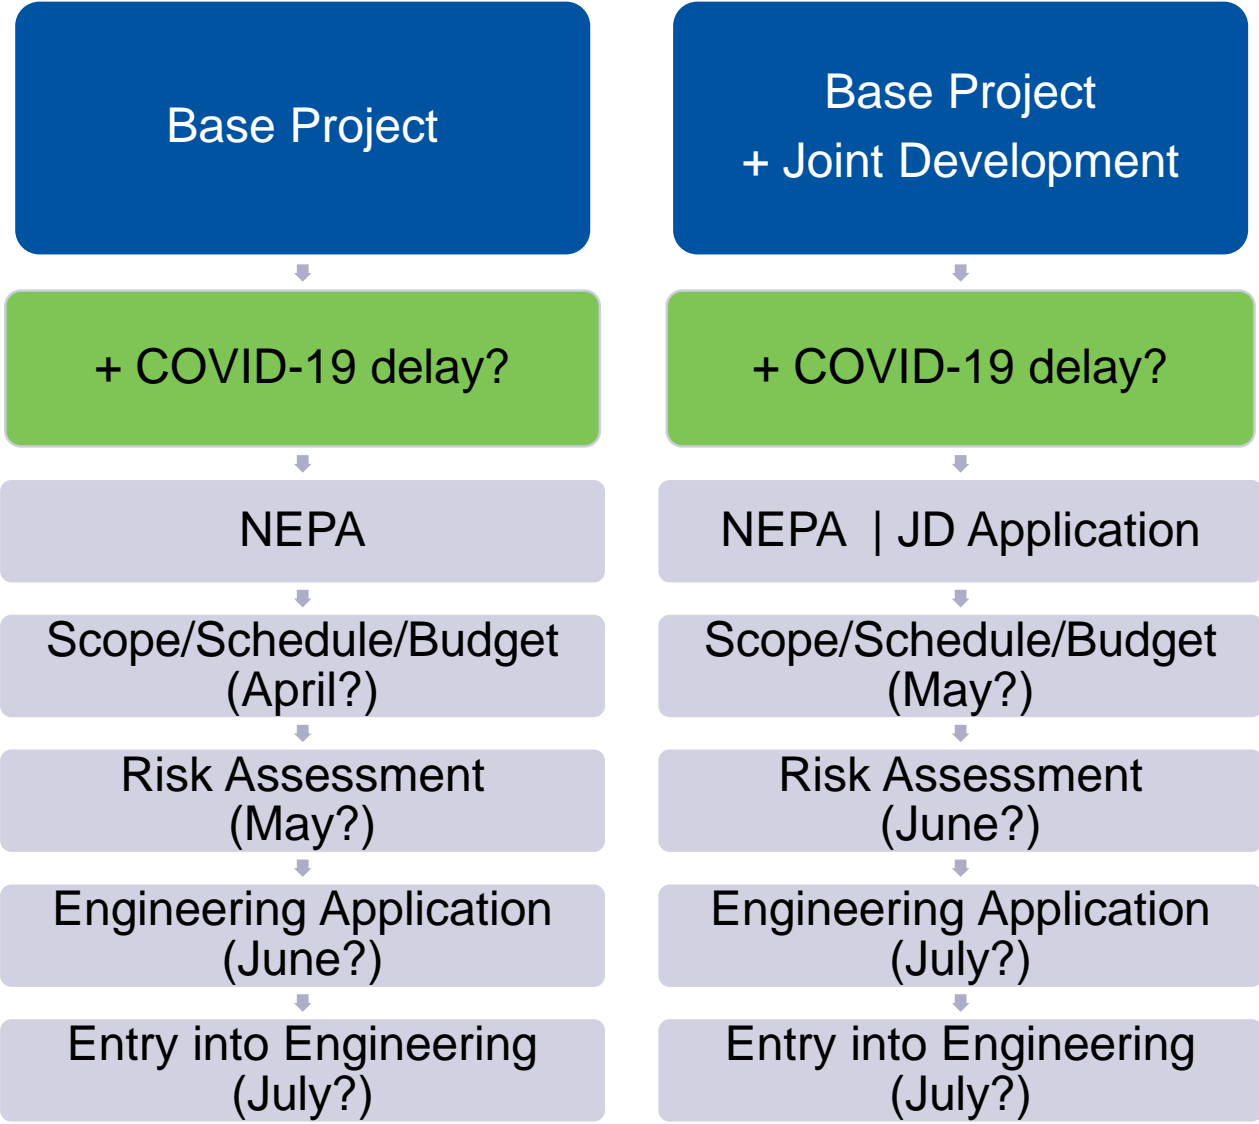 Base Project
+ COVID-19 delay?
NEPA
Scope/Schedule/Budget
(April?)
Risk Assessment
(May?)
Engineering Application
(June?)
Entry into Engineering
(July?)
Base Project
+ Joint Development
+ COVID-19 delay?
NEPA | JD Application
Scope/Schedule/Budget
(May?)
Risk Assessment
(June?)
Engineering Application
(July?)
Entry into Engineering
(July?)